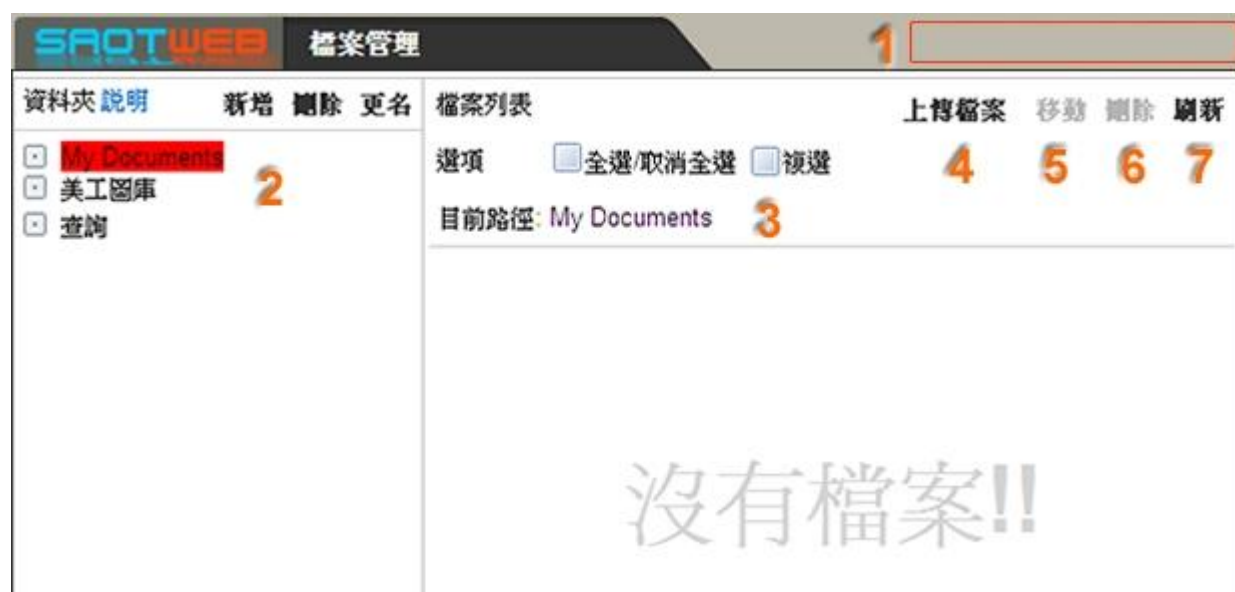 SAOTWEB 檔案管理 1
資料夾 説明 新增 刪除 更名
My Documents
美工圖庫 2
查詢
檔案列表 上傳檔案 移動 刪除 刷新
選項 全選/取消全選 複選 4 5 6 7
目前路徑: My Documents 3
沒有檔案!!